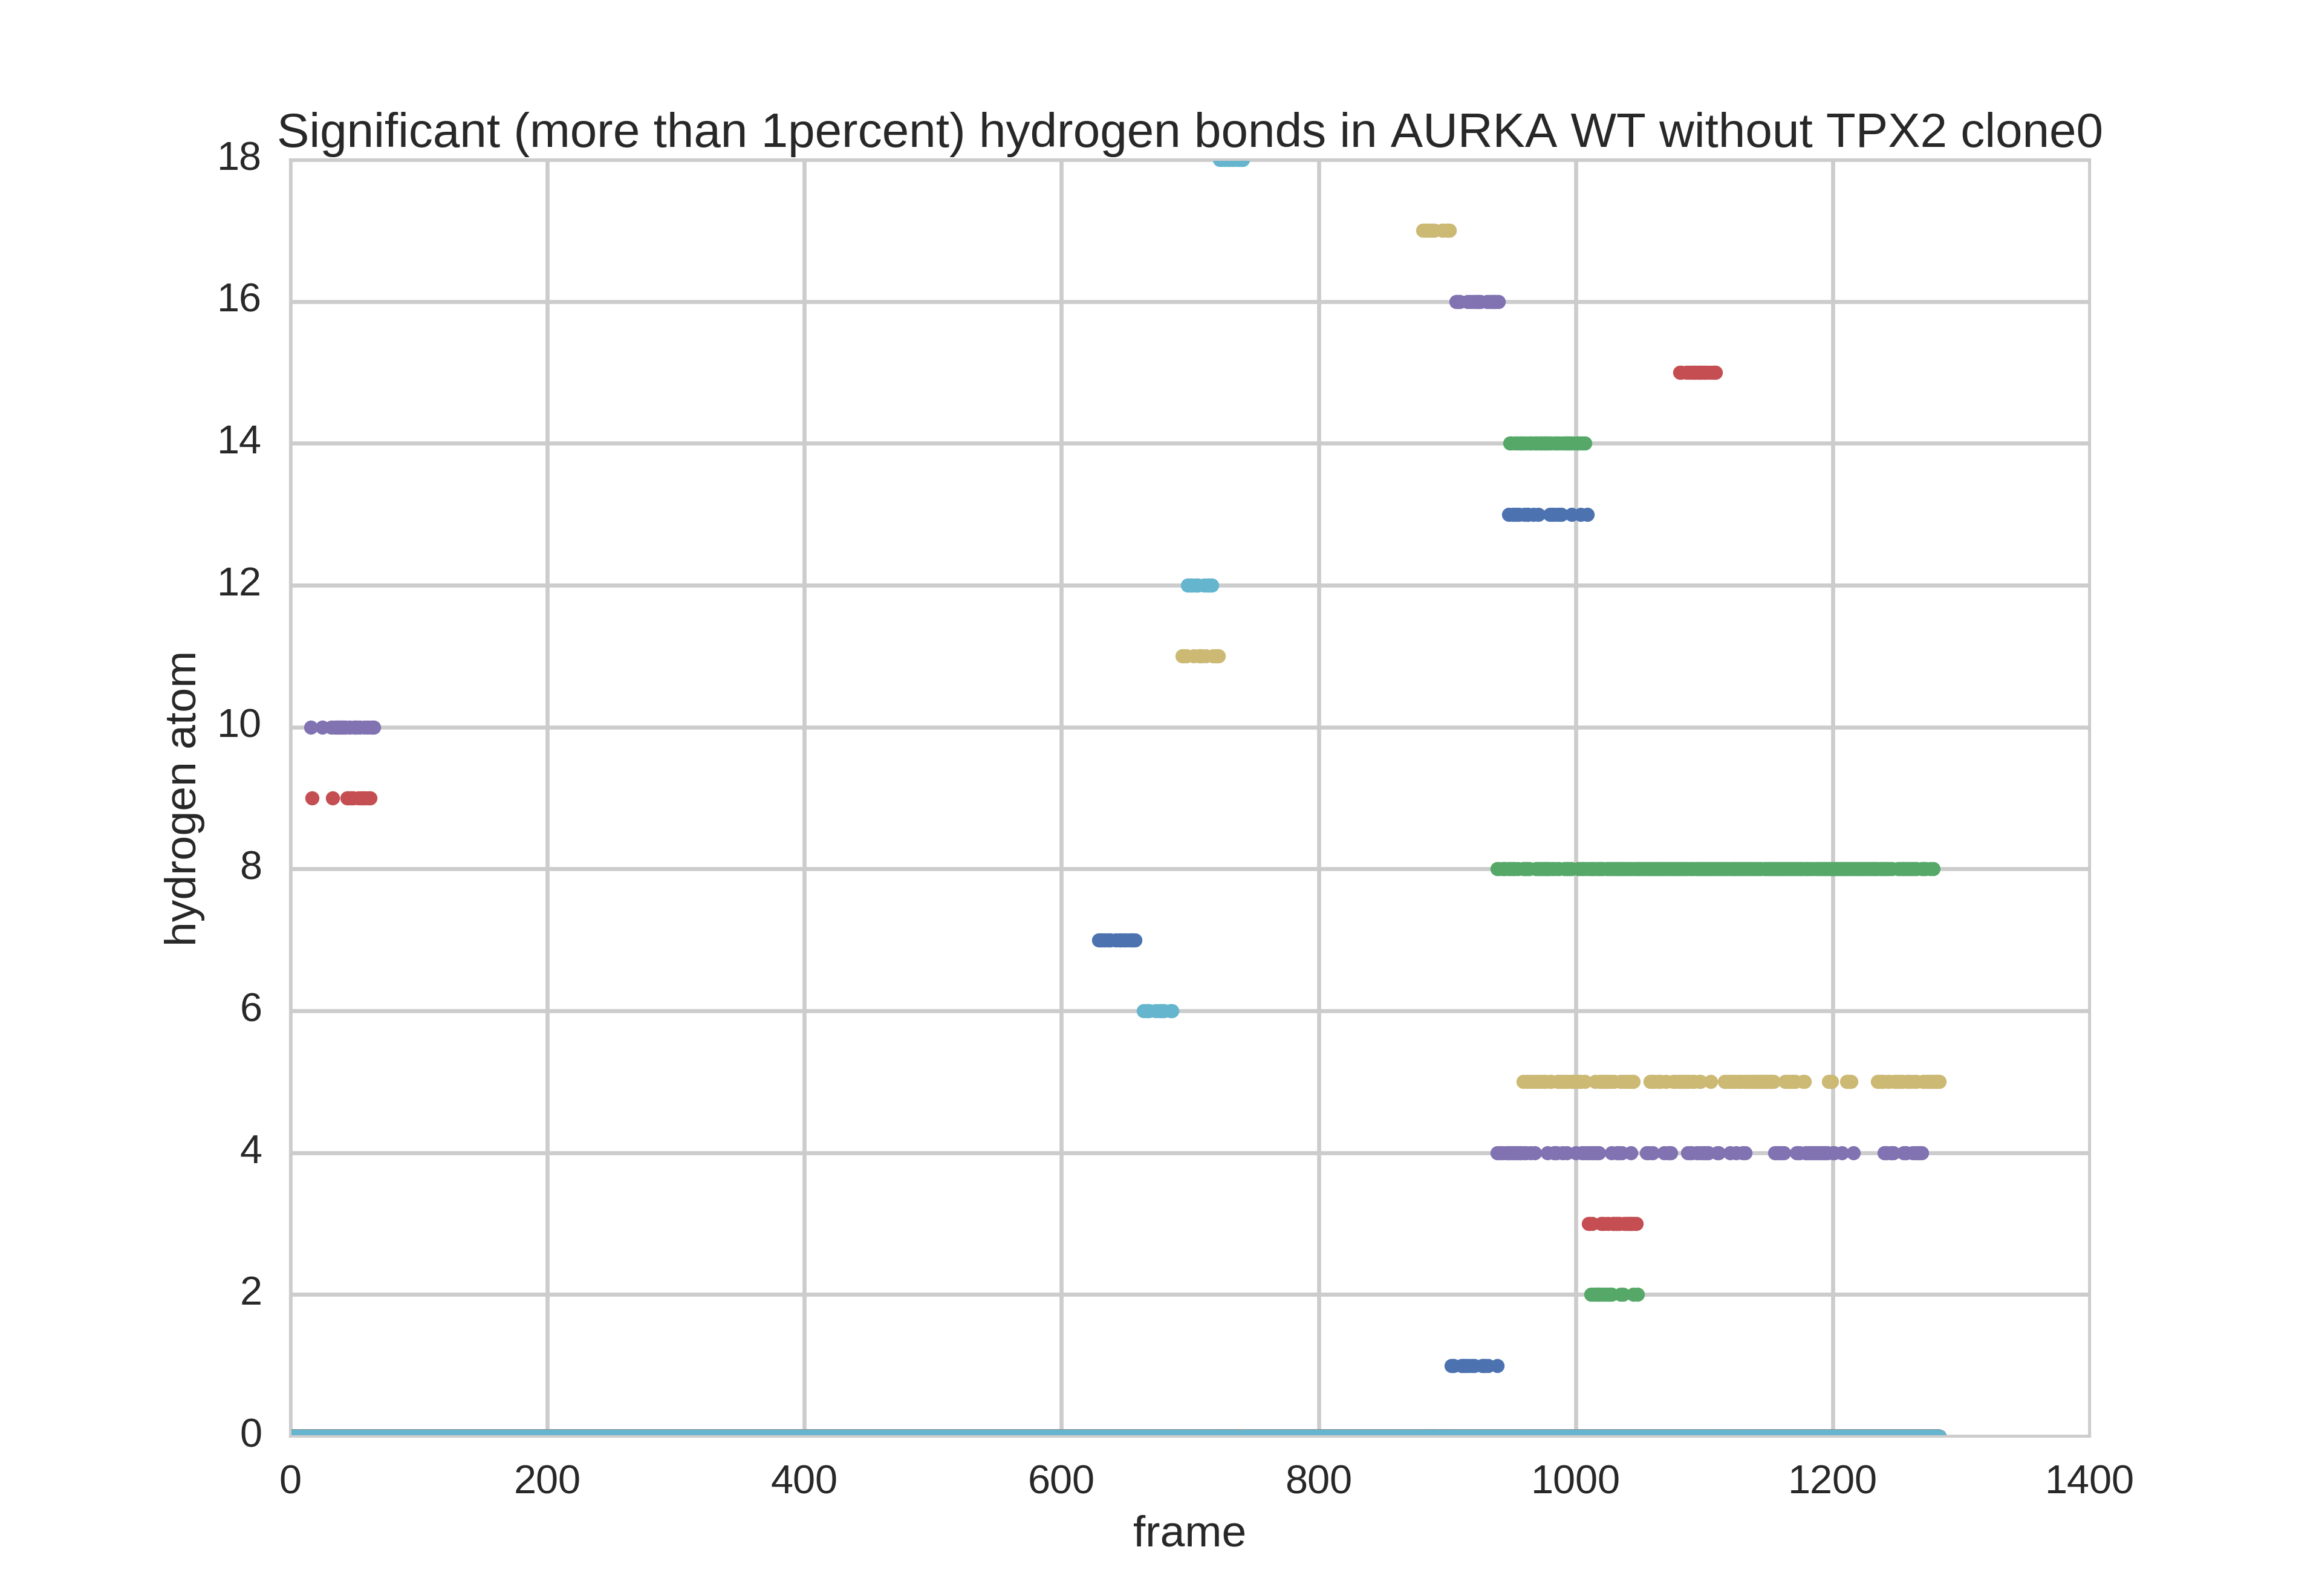 Significant (more than 1percent) hydrogen bonds in AURKA WT without TPX2 clone0
18
16
14
12
10
8
6
4
2
0
hydrogen atom
0 200 400 600 800 1000 1200 1400
frame